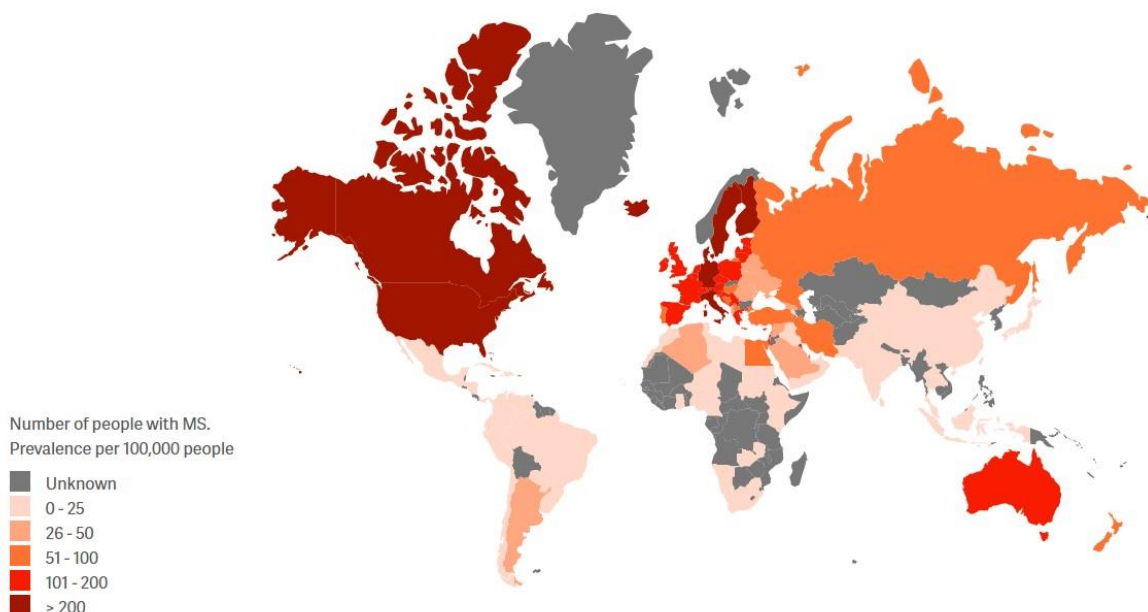 Number of people with MS.
Prevalence per 100,000 people
Unknown
0 - 25
26 - 50
51 - 100
101 - 200
> 200